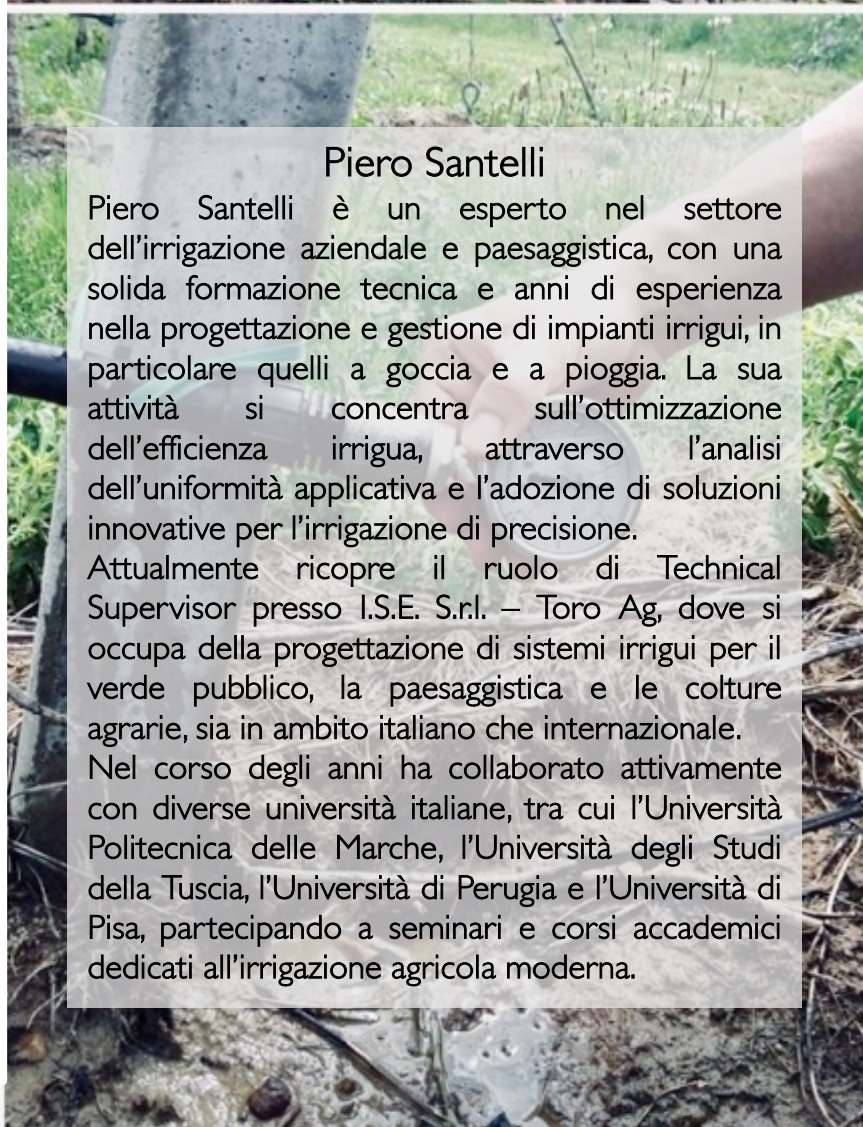 Piero Santelli
Piero Santelli è un esperto nel settore
dell'irrigazione aziendale e paesaggistica, con una
solida formazione tecnica e anni di esperienza
nella progettazione e gestione di impianti irrigui, in
particolare quelli a goccia e a pioggia. La sua
attività si concentra sull'ottimizzazione
dell'efficienza irrigua, attraverso l'analisi
dell'uniformità applicativa e l'adozione di soluzioni
innovative per l'irrigazione di precisione.
Attualmente ricopre il ruolo di Technical
Supervisor presso I.S.E. S.r.l. – Toro Ag, dove si
occupa della progettazione di sistemi irrigui per il
verde pubblico, la paesaggistica e le colture
agrarie, sia in ambito italiano che internazionale.
Nel corso degli anni ha collaborato attivamente
con diverse università italiane, tra cui l'Università
Politecnica delle Marche, l'Università degli Studi
della Tuscia, l'Università di Perugia e l'Università di
Pisa, partecipando a seminari e corsi accademici
dedicati all'irrigazione agricola moderna.